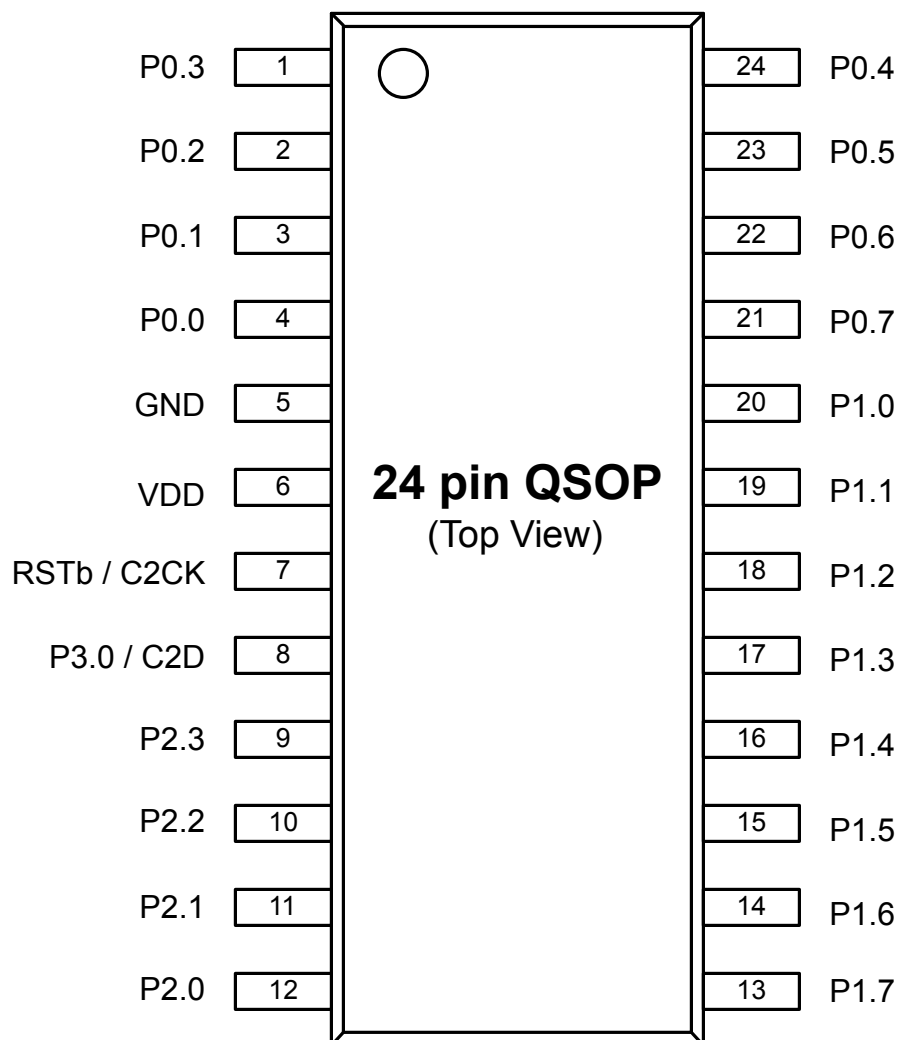 P0.3 1 24 P0.4
P0.2 2 23 P0.5
P0.1 3 22 P0.6
P0.0 4 21 P0.7
GND 5 20 P1.0
VDD 6 24 pin QSOP 19 P1.1
(Top View)
RSTb / C2CK 7 18 P1.2
P3.0 / C2D 8 17 P1.3
P2.3 9 16 P1.4
P2.2 10 15 P1.5
P2.1 11 14 P1.6
P2.0 12 13 P1.7